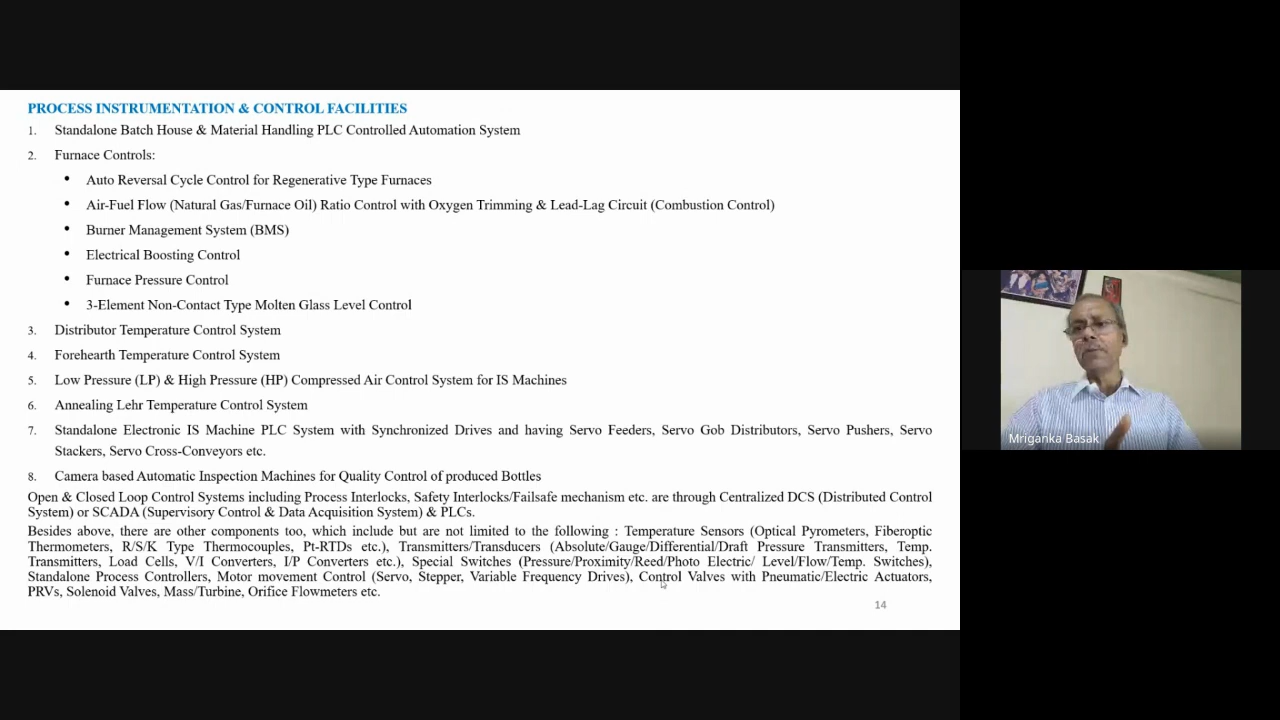 PROCESS INSTRUMENTATION & CONTROL FACILITIES
1. Standalone Batch House & Material Handling PLC Controlled Automation System
2. Furnace Controls:
• Auto Reversal Cycle Control for Regenerative Type Furnaces
• Air-Fuel Flow (Natural Gas/Furnace Oil) Ratio Control with Oxygen Trimming & Lead-Lag Circuit (Combustion Control)
• Burner Management System (BMS)
• Electrical Boosting Control
• Furnace Pressure Control
• 3-Element Non-Contact Type Molten Glass Level Control
3. Distributor Temperature Control System
4. Forehearth Temperature Control System
5. Low Pressure (LP) & High Pressure (HP) Compressed Air Control System for IS Machines
6. Annealing Lehr Temperature Control System
7. Standalone Electronic IS Machine PLC System with Synchronized Drives and having Servo Feeders, Servo Gob Distributors, Servo Pushers, Servo
Stackers, Servo Cross-Conveyors etc.
8. Camera based Automatic Inspection Machines for Quality Control of produced Bottles
Open & Closed Loop Control Systems including Process Interlocks, Safety Interlocks/Failsafe mechanism etc. are through Centralized DCS (Distributed Control
System) or SCADA (Supervisory Control & Data Acquisition System) & PLCs.
Besides above, there are other components too, which include but are not limited to the following : Temperature Sensors (Optical Pyrometers, Fiberoptic
Thermometers, R/S/K Type Thermocouples, Pt-RTDs etc.), Transmitters/Transducers (Absolute/Gauge/Differential/Draft Pressure Transmitters, Temp.
Transmitters, Load Cells, V/I Converters, I/P Converters etc.), Special Switches (Pressure/Proximity/Reed/Photo Electric/ Level/Flow/Temp. Switches),
Standalone Process Controllers, Motor movement Control (Servo, Stepper, Variable Frequency Drives), Control Valves with Pneumatic/Electric Actuators,
PRVs, Solenoid Valves, Mass/Turbine, Orifice Flowmeters etc.
14
Mriganka Basak